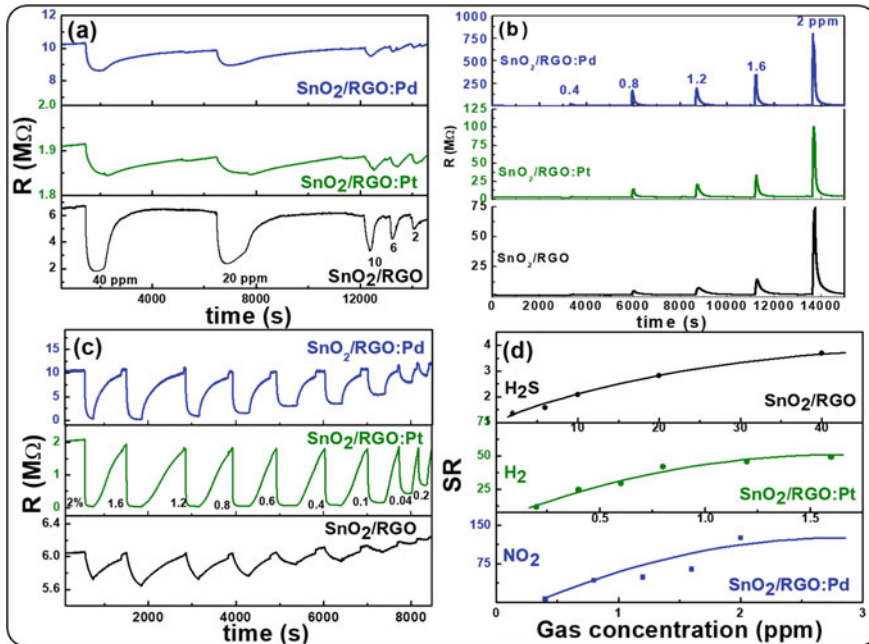 (a)
10
8
SnO2/RGO:Pd
2.0
1.9
1.8
SnO2/RGO:Pt
R (MΩ)
6
4
2
40 ppm
20 ppm
10
6
2
SnO2/RGO
4000 8000 12000
time (s)
(b)
1000
750
500
250
0
SnO2/RGO:Pd
0.4
0.8
1.2
1.6
2 ppm
125
100
75
50
25
0
R (MΩ)
SnO2/RGO:Pt
75
50
25
SnO2/RGO
0 2000 4000 6000 8000 10000 12000 14000
time (s)
(c)
SnO2/RGO:Pd
15
10
5
0
SnO2/RGO:Pt
2
1
0
R (MΩ)
2% 1.6 1.2 0.8 0.6 0.4 0.1 0.04 0.2
SnO2/RGO
6.4
6.0
5.6
2000 4000 6000 8000
time (s)
(d)
4
3
2
H2S
SnO2/RGO
10 20 30 40
75
50
25
H2
SnO2/RGO:Pt
SR
0.5 1.0 1.5
150
75
NO2
SnO2/RGO:Pd
0 1 2 3
Gas concentration (ppm)